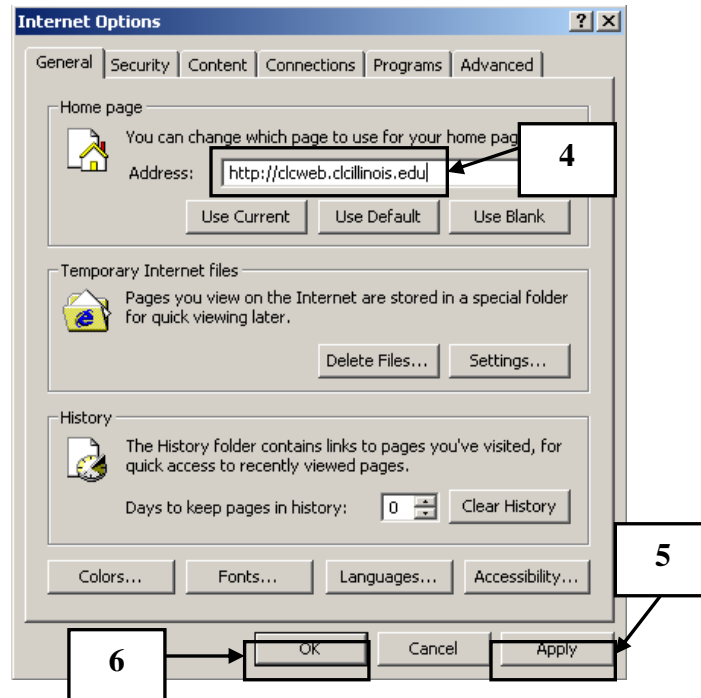 Internet Options
General Security Content Connections Programs Advanced
Home page
You can change which page to use for your home pag
4
Address: http://clcweb.clcillinois.edu
Use Current Use Default Use Blank
Temporary Internet files
Pages you view on the Internet are stored in a special folder
for quick viewing later.
Delete Files... Settings...
History
The History folder contains links to pages you've visited, for
quick access to recently viewed pages.
Days to keep pages in history: 0 Clear History
Colors... Fonts... Languages... Accessibility...
5
OK Cancel Apply
6